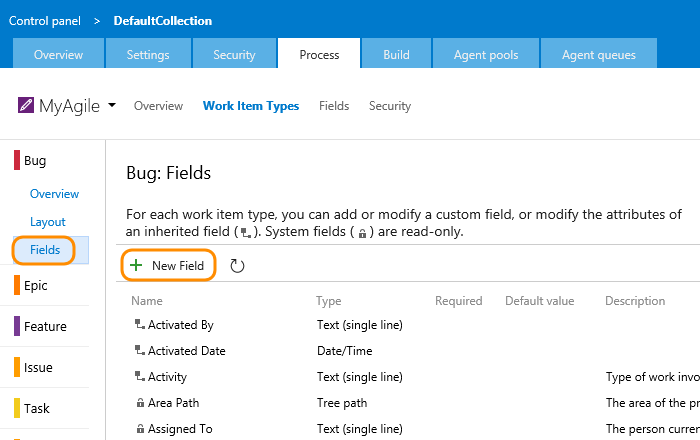 Control panel > DefaultCollection
Overview Settings Security Process Build Agent pools Agent queues
MyAgile Overview Work Item Types Fields Security
Bug
Overview
Layout
Fields
Epic
Feature
Issue
Task
Bug: Fields
For each work item type, you can add or modify a custom field, or modify the attributes of
an inherited field ( ). System fields ( ) are read-only.
New Field
Name Type Required Default value Description
Activated By Text (single line)
Activated Date Date/Time
Activity Text (single line) Type of work invo
Area Path Tree path The area of the pr
Assigned To Text (single line) The person curren